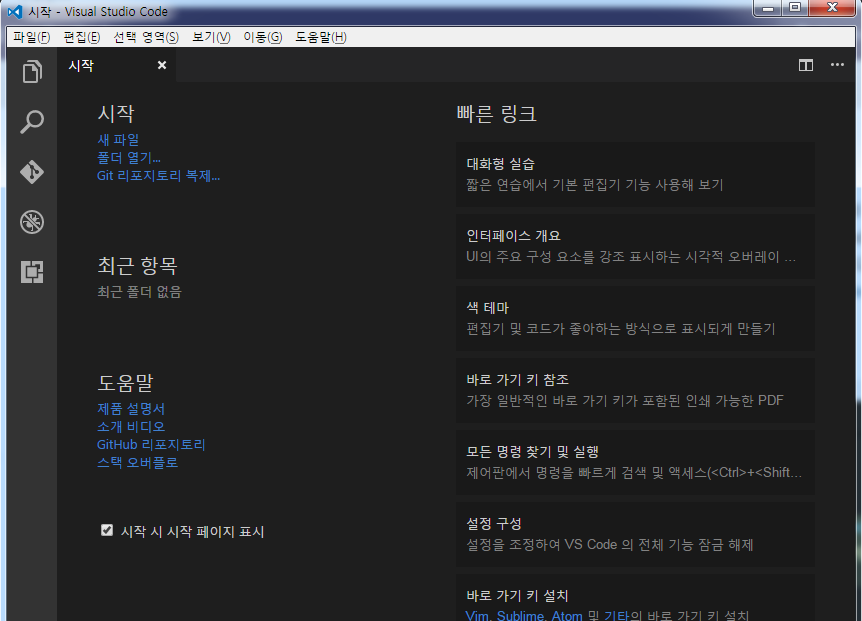 시작 - Visual Studio Code
파일(F) 편집(E) 선택 영역(S) 보기(V) 이동(G) 도움말(H)
시작
시작
새 파일
폴더 열기...
Git 리포지토리 복제...
최근 항목
최근 폴더 없음
도움말
제품 설명서
소개 비디오
GitHub 리포지토리
스택 오버플로
시작 시 시작 페이지 표시
빠른 링크
대화형 실습
짧은 연습에서 기본 편집기 기능 사용해 보기
인터페이스 개요
UI의 주요 구성 요소를 강조 표시하는 시각적 오버레이 ...
색 테마
편집기 및 코드가 좋아하는 방식으로 표시되게 만들기
바로 가기 키 참조
가장 일반적인 바로 가기 키가 포함된 인쇄 가능한 PDF
모든 명령 찾기 및 실행
제어판에서 명령을 빠르게 검색 및 액세스(<Ctrl>+<Shift...
설정 구성
설정을 조정하여 VS Code 의 전체 기능 잠금 해제
바로 가기 키 설치
Vim, Sublime, Atom 및 기타의 바로 가기 키 설치